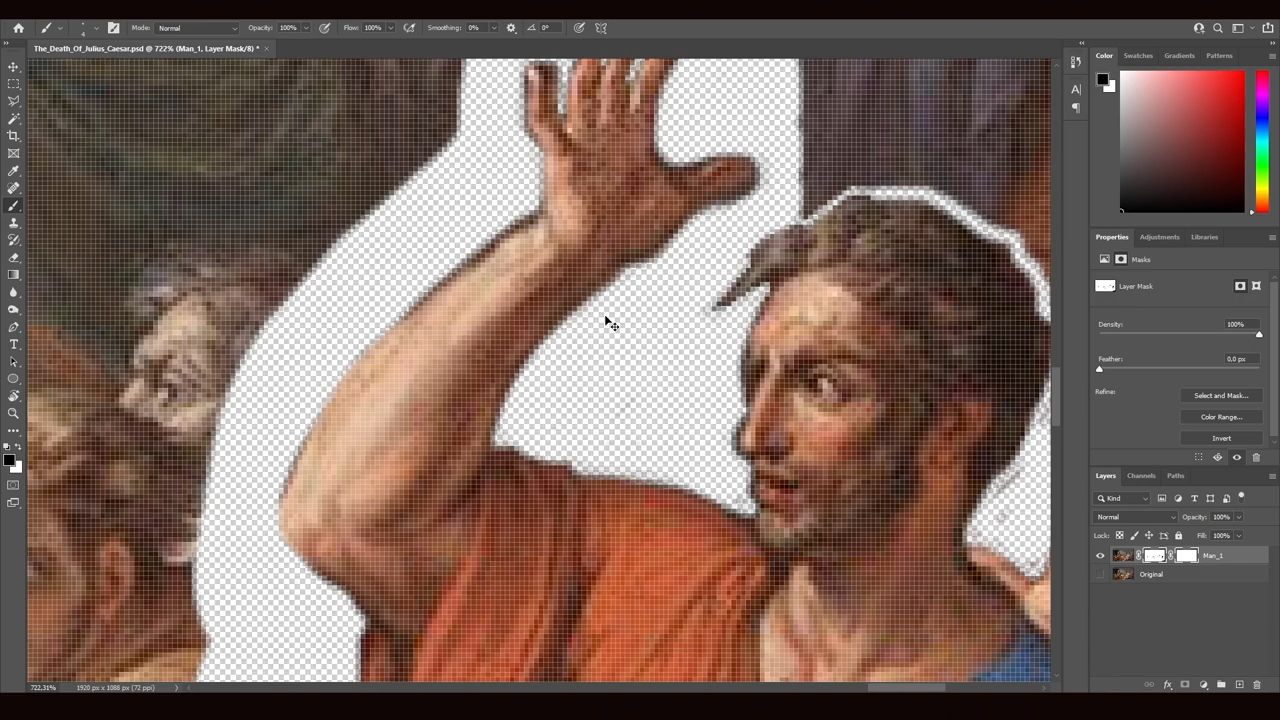 4 Mode: Normal Opacity: 100% Flow: 100% Smoothing: 0% 0°
The_Death_Of_Julius_Caesar.psd @ 722% (Man_1, Layer Mask/8) * ×
Color Swatches Gradients Patterns
Properties Adjustments Libraries
Masks
Layer Mask
Density: 100%
Feather: 0,0 px
Refine: Select and Mask...
Color Range...
Invert
Layers Channels Paths
Kind
Normal Opacity: 100%
Lock: Fill: 100%
Man_1
Original
722,31% 1920 px x 1088 px (72 ppi)